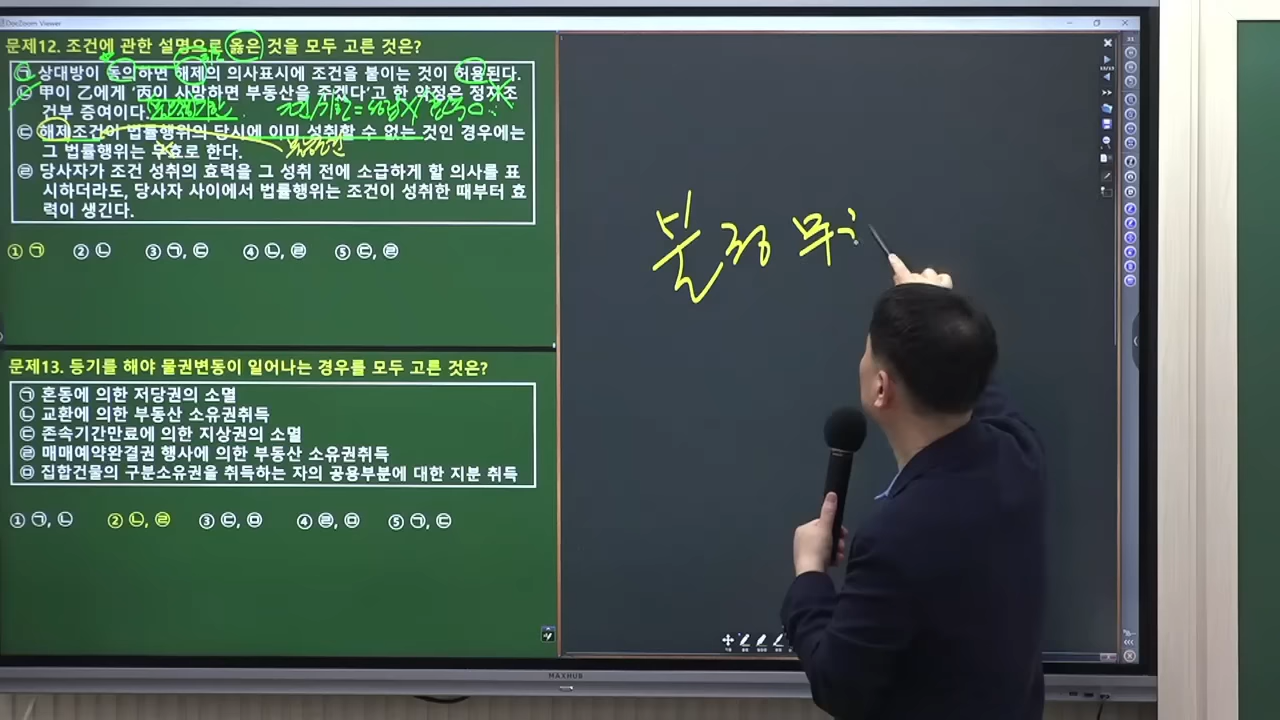 DocZoom Viewer
문제12. 조건에 관한 설명으로 옳은 것을 모두 고른 것은?
㉠ 상대방이 동의하면 해제의 의사표시에 조건을 붙이는 것이 허용된다.
㉡ 甲이 乙에게 '丙이 사망하면 부동산을 주겠다'고 한 약정은 정지조
건부 증여이다.
㉢ 해제조건이 법률행위의 당시에 이미 성취할 수 없는 것인 경우에는
그 법률행위는 무효로 한다.
㉣ 당사자가 조건 성취의 효력을 그 성취 전에 소급하게 할 의사를 표
시하더라도, 당사자 사이에서 법률행위는 조건이 성취한 때부터 효
력이 생긴다.
① ㉠ ② ㉡ ③ ㉠, ㉢ ④ ㉡, ㉣ ⑤ ㉢, ㉣
문제13. 등기를 해야 물권변동이 일어나는 경우를 모두 고른 것은?
㉠ 혼동에 의한 저당권의 소멸
㉡ 교환에 의한 부동산 소유권취득
㉢ 존속기간만료에 의한 지상권의 소멸
㉣ 매매예약완결권 행사에 의한 부동산 소유권취득
㉤ 집합건물의 구분소유권을 취득하는 자의 공용부분에 대한 지분 취득
① ㉠, ㉡ ② ㉡, ㉣ ③ ㉢, ㉤ ④ ㉣, ㉤ ⑤ ㉠, ㉢
불정 무
MAXHUB